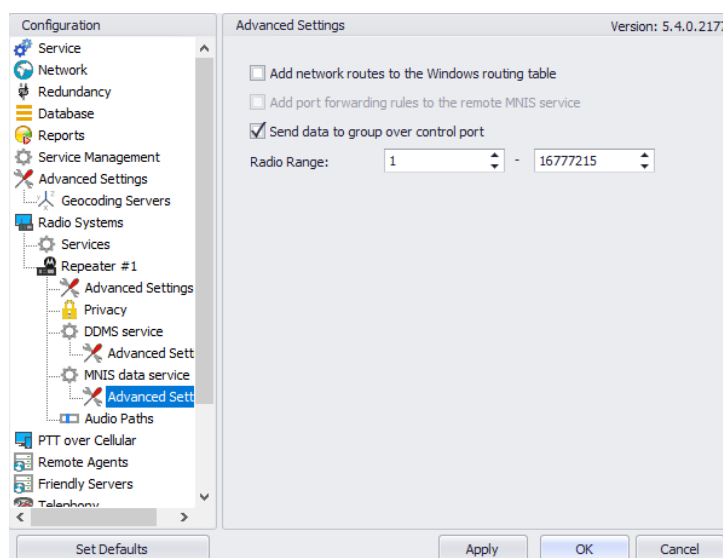 Configuration
Service
Network
Redundancy
Database
Reports
Service Management
Advanced Settings
Geocoding Servers
Radio Systems
Services
Repeater #1
Advanced Settings
Privacy
DDMS service
Advanced Sett
MNIS data service
Advanced Sett
Audio Paths
PTT over Cellular
Remote Agents
Friendly Servers
Telephony
Set Defaults
Advanced Settings Version: 5.4.0.2177
Add network routes to the Windows routing table
Add port forwarding rules to the remote MNIS service
Send data to group over control port
Radio Range: 1 - 16777215
Apply OK Cancel